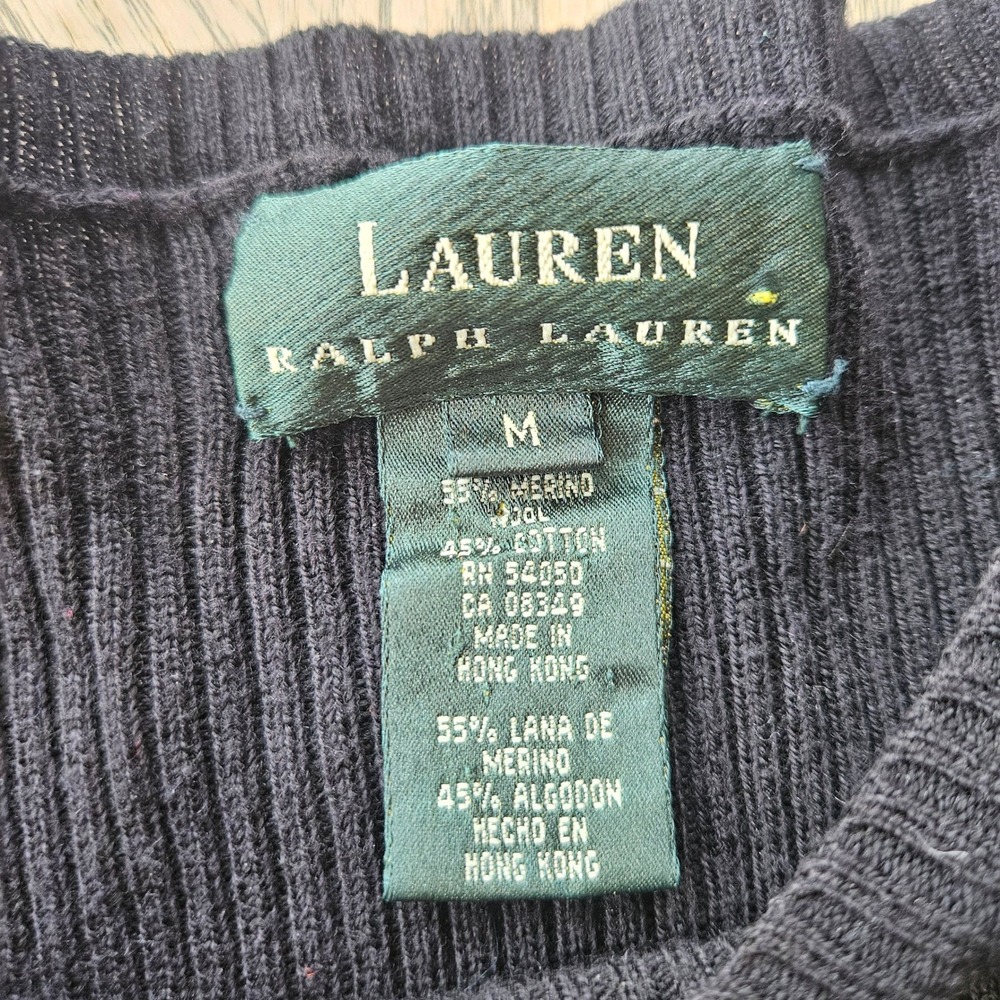 LAUREN
RALPH LAUREN
M
55% MERINO
WOOL
45% COTTON
RN 54050
CA 08349
MADE IN
HONG KONG
55% LANA DE
MERINO
45% ALGODON
HECHO EN
HONG KONG